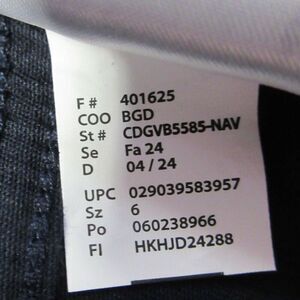 F # 401625
COO BGD
St # CDGVB5585-NAV
Se Fa 24
D 04 / 24
UPC 029039583957
Sz 6
Po 060238966
FI HKHJD24288